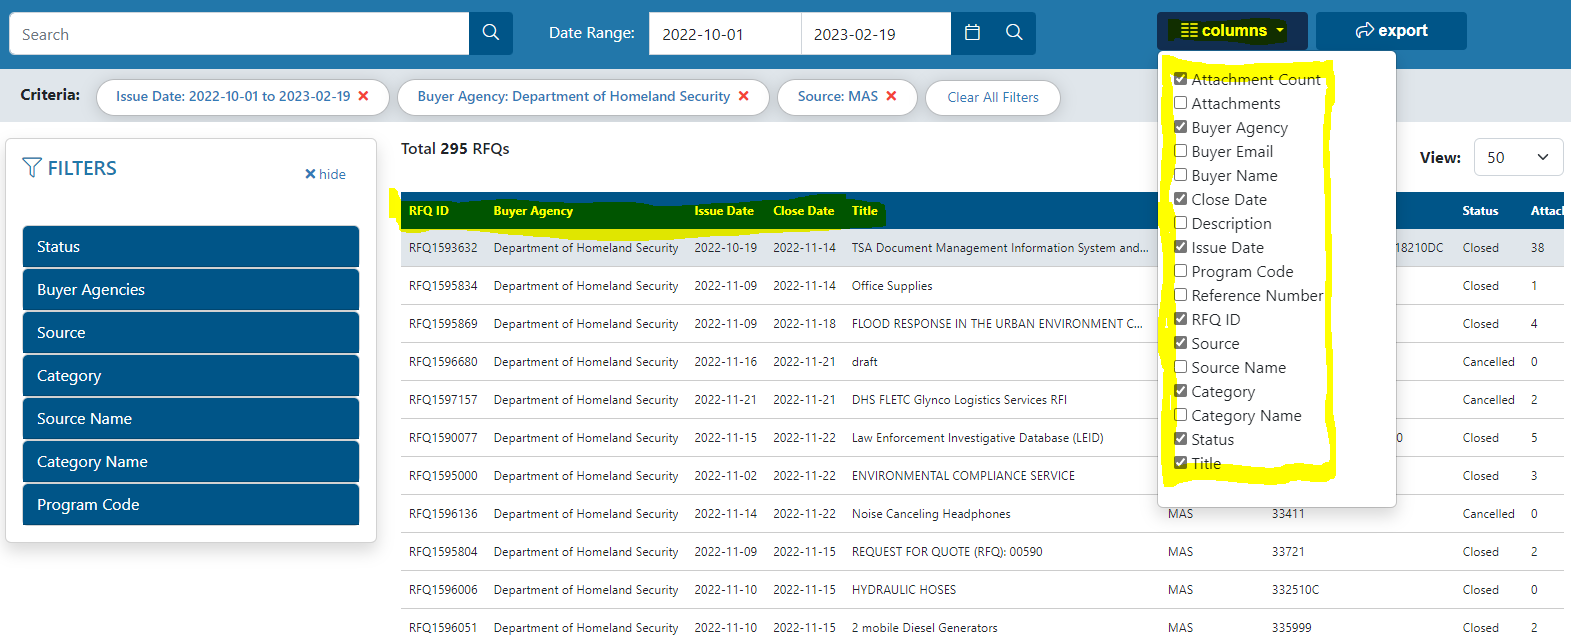 Search
Date Range:
2022-10-01
2023-02-19
columns
export
Criteria:
Issue Date: 2022-10-01 to 2023-02-19
Buyer Agency: Department of Homeland Security
Source: MAS
Clear All Filters
FILTERS
hide
Status
Buyer Agencies
Source
Category
Source Name
Category Name
Program Code
Total 295 RFQs
View:
50
Attachment Count
Attachments
Buyer Agency
Buyer Email
Buyer Name
Close Date
Description
Issue Date
Program Code
Reference Number
RFQ ID
Source
Source Name
Category
Category Name
Status
Title
RFQ ID Buyer Agency Issue Date Close Date Title Status Attach
RFQ1593632 Department of Homeland Security 2022-10-19 2022-11-14 TSA Document Management Information System and... 18210DC Closed 38
RFQ1595834 Department of Homeland Security 2022-11-09 2022-11-14 Office Supplies Closed 1
RFQ1595869 Department of Homeland Security 2022-11-09 2022-11-18 FLOOD RESPONSE IN THE URBAN ENVIRONMENT C... Closed 4
RFQ1596680 Department of Homeland Security 2022-11-16 2022-11-21 draft Cancelled 0
RFQ1597157 Department of Homeland Security 2022-11-21 2022-11-21 DHS FLETC Glynco Logistics Services RFI Cancelled 2
RFQ1590077 Department of Homeland Security 2022-11-15 2022-11-22 Law Enforcement Investigative Database (LEID) 0 Closed 5
RFQ1595000 Department of Homeland Security 2022-11-02 2022-11-22 ENVIRONMENTAL COMPLIANCE SERVICE Closed 3
RFQ1596136 Department of Homeland Security 2022-11-14 2022-11-22 Noise Canceling Headphones MAS 33411 Cancelled 0
RFQ1595804 Department of Homeland Security 2022-11-09 2022-11-15 REQUEST FOR QUOTE (RFQ): 00590 MAS 33721 Closed 2
RFQ1596006 Department of Homeland Security 2022-11-10 2022-11-15 HYDRAULIC HOSES MAS 332510C Closed 0
RFQ1596051 Department of Homeland Security 2022-11-10 2022-11-15 2 mobile Diesel Generators MAS 335999 Closed 2